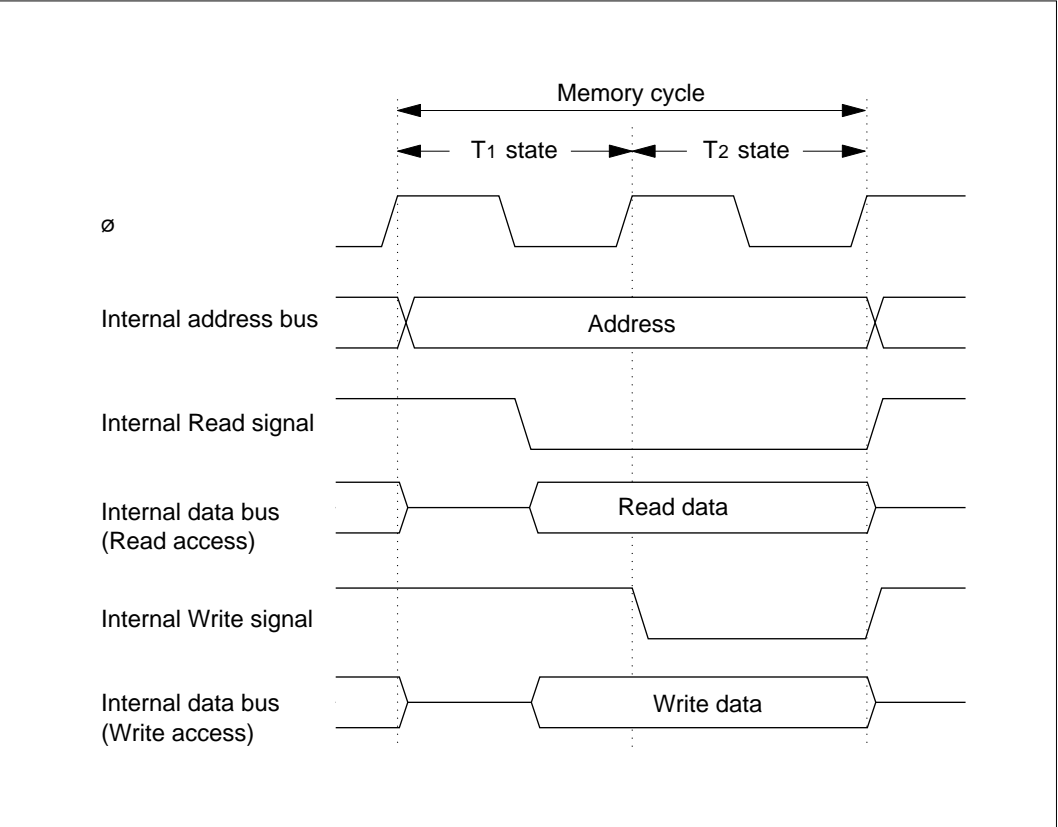 Memory cycle
T1 state T2 state
ø
Internal address bus Address
Internal Read signal
Internal data bus
(Read access)
Read data
Internal Write signal
Internal data bus
(Write access)
Write data